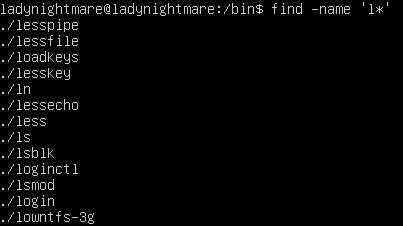 ladynightmare@ladynightmare:/bin$ find -name 'l*'
./lesspipe
./lessfile
./loadkeys
./lesskey
./ln
./lessecho
./less
./ls
./lsblk
./loginctl
./lsmod
./login
./lowntfs-3g